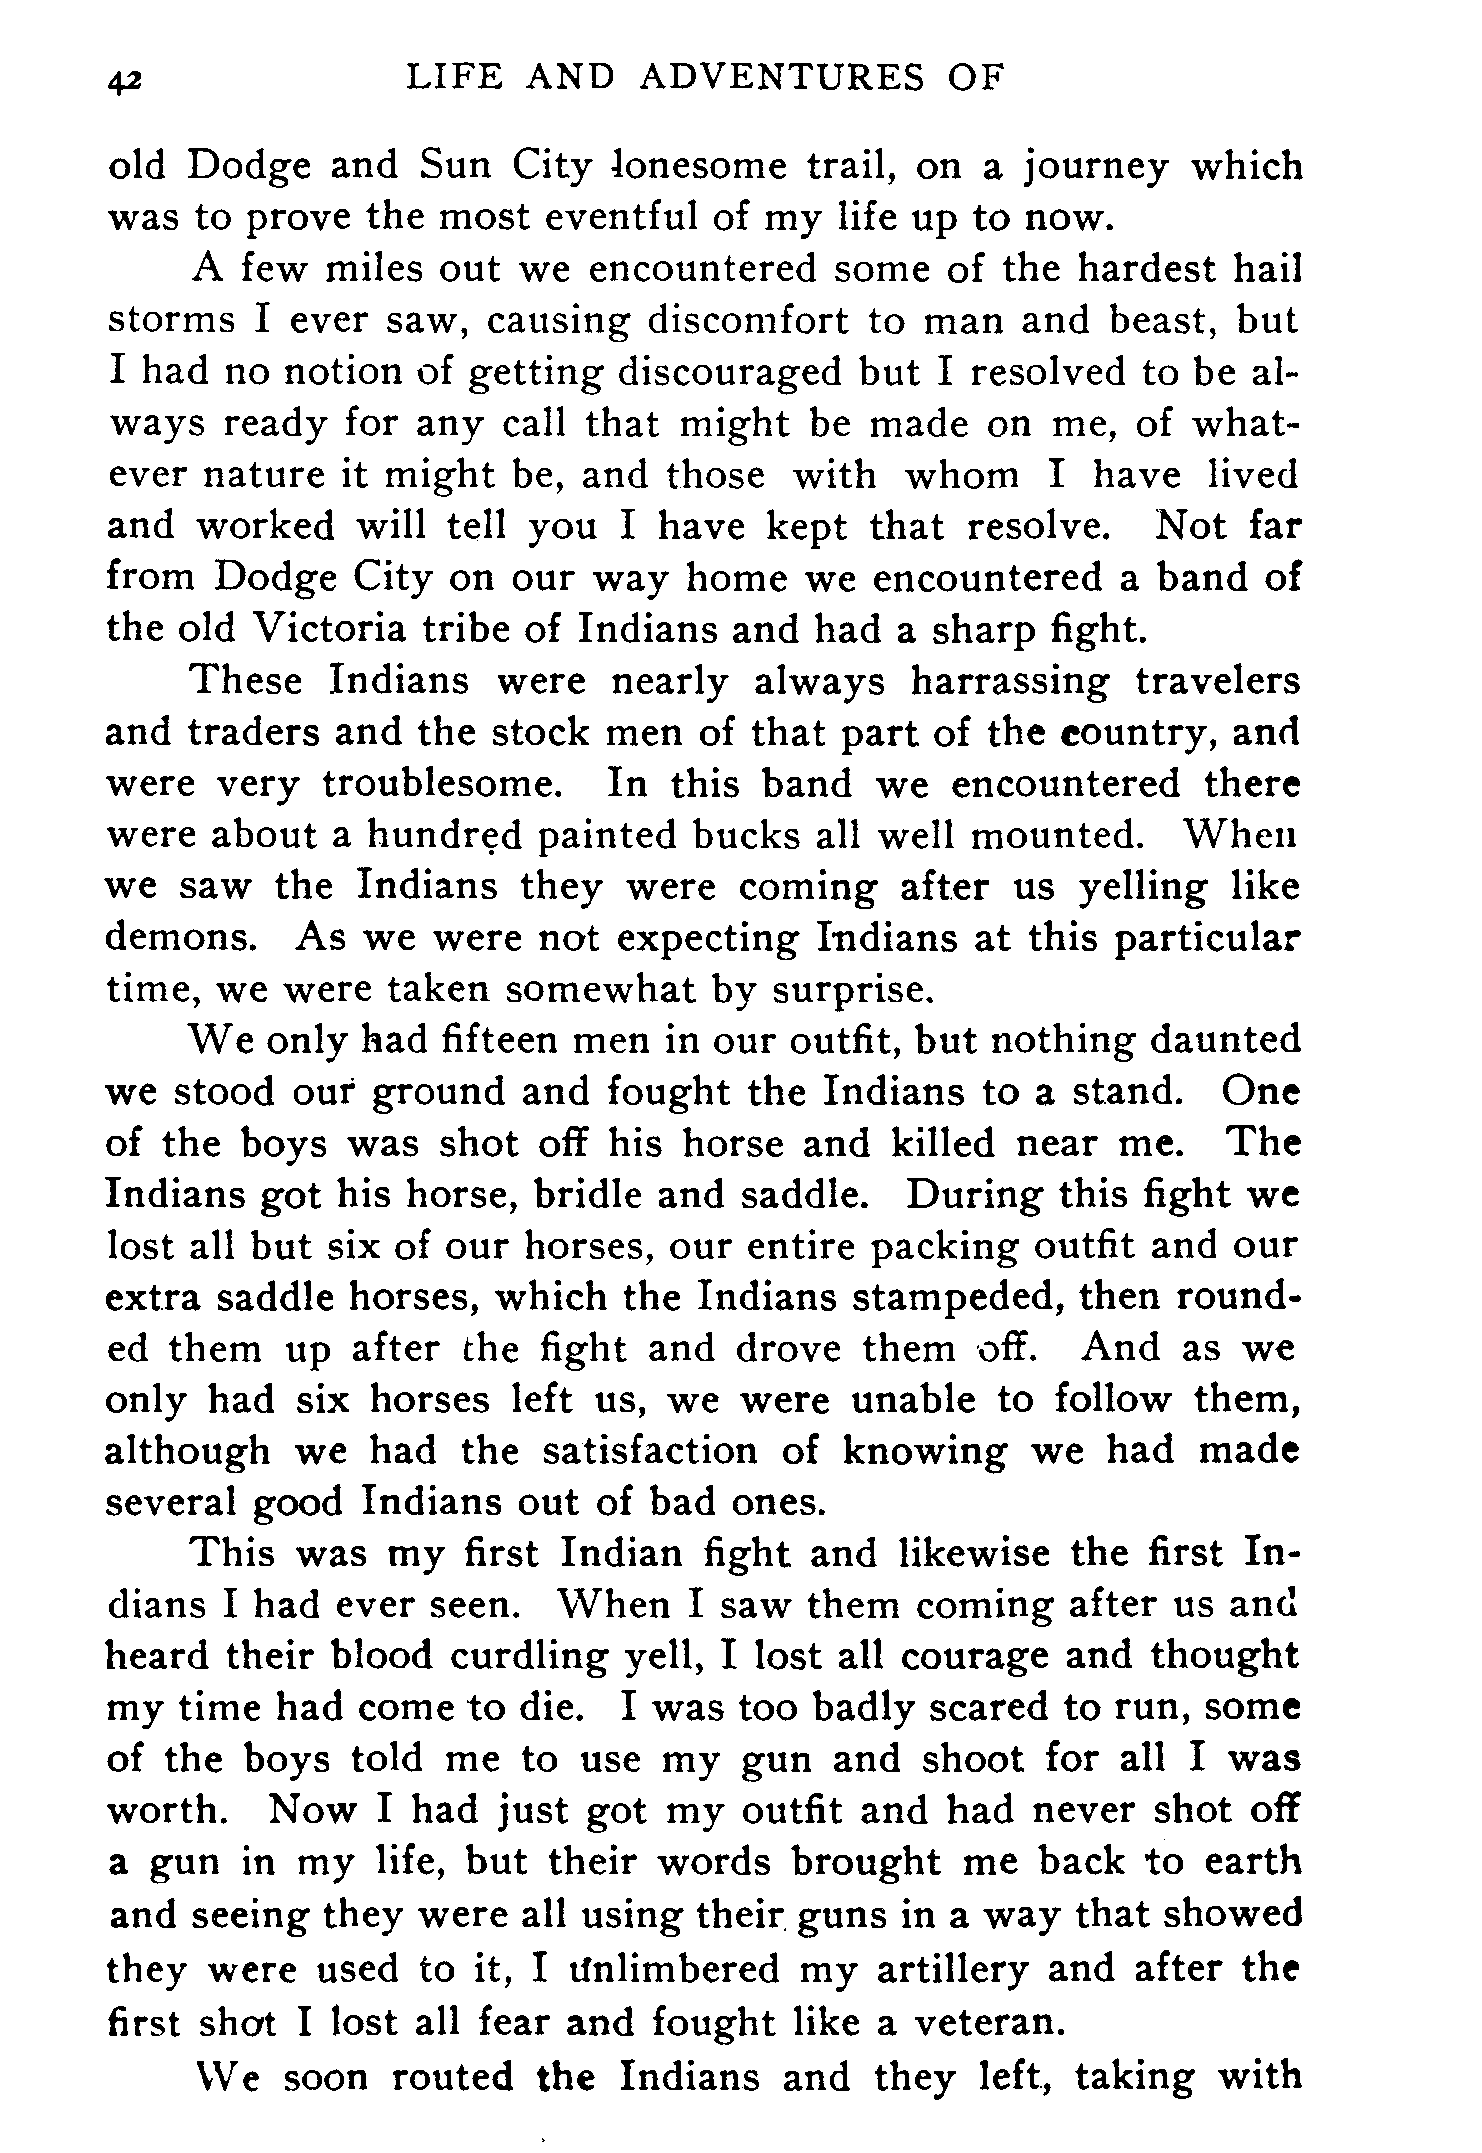 42 LIFE AND ADVENTURES OF
old Dodge and Sun City lonesome trail, on a journey which
was to prove the most eventful of my life up to now.
A few miles out we encountered some of the hardest hail
storms I ever saw, causing discomfort to man and beast, but
I had no notion of getting discouraged but I resolved to be al-
ways ready for any call that might be made on me, of what-
ever nature it might be, and those with whom I have lived
and worked will tell you I have kept that resolve. Not far
from Dodge City on our way home we encountered a band of
the old Victoria tribe of Indians and had a sharp fight.
These Indians were nearly always harrassing travelers
and traders and the stock men of that part of the country, and
were very troublesome. In this band we encountered there
were about a hundred painted bucks all well mounted. When
we saw the Indians they were coming after us yelling like
demons. As we were not expecting Indians at this particular
time, we were taken somewhat by surprise.
We only had fifteen men in our outfit, but nothing daunted
we stood our ground and fought the Indians to a stand. One
of the boys was shot off his horse and killed near me. The
Indians got his horse, bridle and saddle. During this fight we
lost all but six of our horses, our entire packing outfit and our
extra saddle horses, which the Indians stampeded, then round-
ed them up after the fight and drove them off. And as we
only had six horses left us, we were unable to follow them,
although we had the satisfaction of knowing we had made
several good Indians out of bad ones.
This was my first Indian fight and likewise the first In-
dians I had ever seen. When I saw them coming after us and
heard their blood curdling yell, I lost all courage and thought
my time had come to die. I was too badly scared to run, some
of the boys told me to use my gun and shoot for all I was
worth. Now I had just got my outfit and had never shot off
a gun in my life, but their words brought me back to earth
and seeing they were all using their guns in a way that showed
they were used to it, I unlimbered my artillery and after the
first shot I lost all fear and fought like a veteran.
We soon routed the Indians and they left, taking with